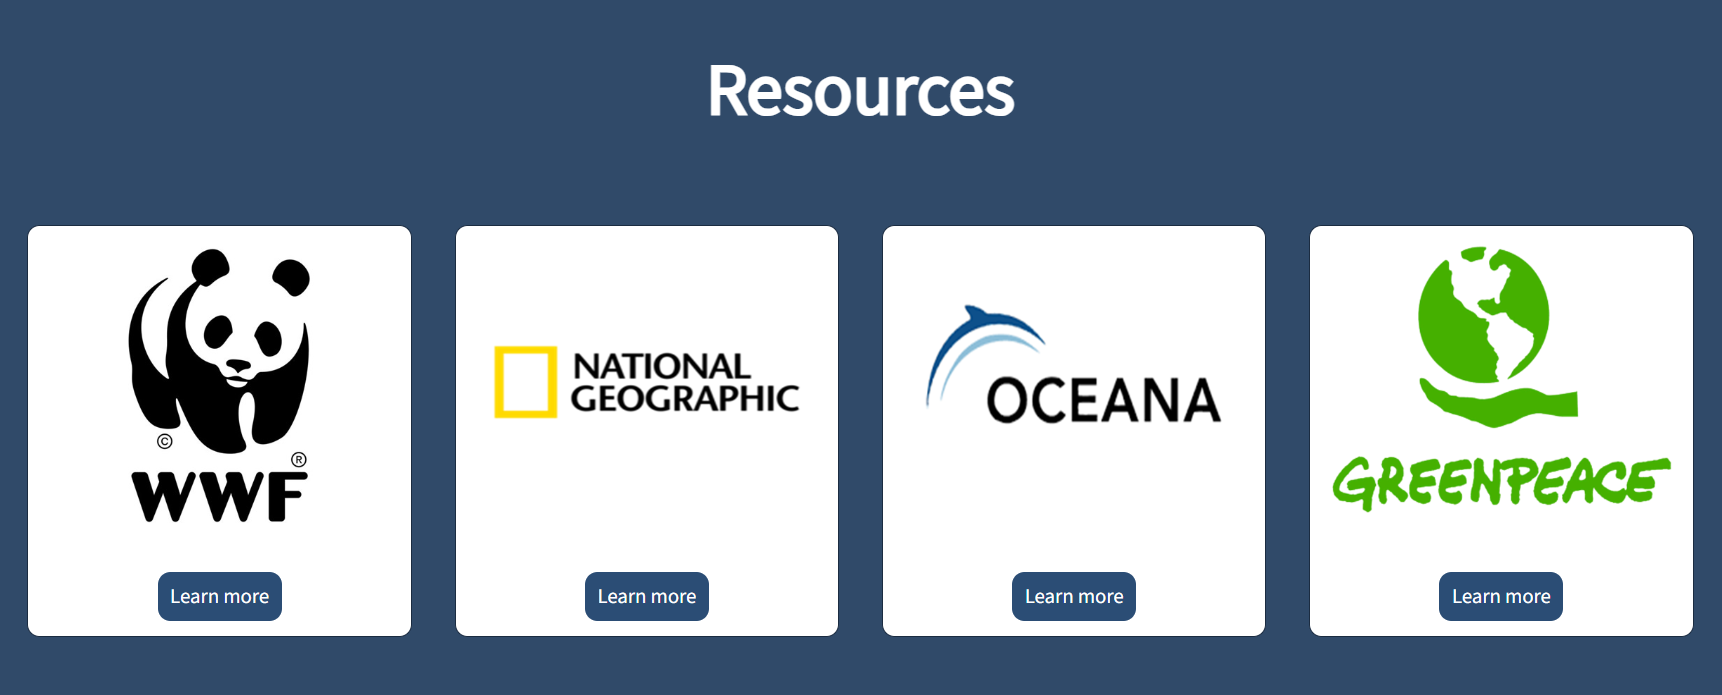 Resources
©
®
WWF
NATIONAL
GEOGRAPHIC
OCEANA
GREENPEACE
Learn more
Learn more
Learn more
Learn more